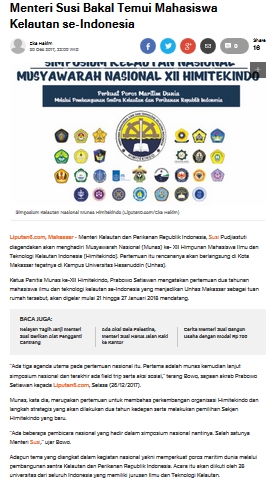 Menteri Susi Bakal Temui Mahasiswa
Kelautan se-Indonesia
Eka Hakim
20 Des 2017, 22:00 WIB
0
Share
16
SIMPOSIUM KELAUTAN NASIONAL
MUSYAWARAH NASIONAL XII HIMITEKINDO
Perkuat Poros Maritim Dunia
Melalui Pembangunan Sentra Kelautan dan Perikanan Republik Indonesia
Simposium Kelautan Nasional Munas Himitekindo (Liputan6.com/Eka Hakim)
Liputan6.com, Makassar - Menteri Kelautan dan Perikanan Republik Indonesia, Susi Pudjiastuti
diagendakan akan menghadiri Musyawarah Nasional (Munas) ke-XII Himpunan Mahasiswa Ilmu dan
Teknologi Kelautan Indonesia (Himitekindo). Pertemuan itu rencananya akan berlangsung di Kota
Makassar tepatnya di Kampus Universitas Hasanuddin (Unhas).
Ketua Panitia Munas ke-XII Himitekindo, Prabowo Setiawan mengatakan pertemuan dua tahunan
mahasiswa ilmu dan teknologi kelautan se-Indonesia yang menjadikan Unhas Makassar sebagai tuan
rumah tersebut, akan digelar mulai 21 hingga 27 Januari 2018 mendatang.
BACA JUGA:
Nelayan Tagih Janji Menteri
Susi Berikan Alat Pengganti
Cantrang
Ada Aksi Bela Palestina,
Menteri Susi Harus Jalan Kaki
ke Kantor
Cerita Menteri Susi Bangun
Usaha dengan Modal Rp 700
"Ada tiga agenda utama pada pertemuan nasional itu. Pertama adalah munas kemudian lanjut
simposium nasional dan terakhir ada field trip serta aksi sosial," terang Bowo, sapaan akrab Prabowo
Setiawan kepada Liputan6.com, Selasa (26/12/2017).
Munas, kata dia, merupakan pertemuan untuk membahas perkembangan organisasi Himitekindo dan
langkah strategis yang akan dilakukan dua tahun kedepan serta melakukan pemilihan Sekjen
Himitekindo yang baru.
"Ada beberapa pembicara nasional yang hadir dalam simposium nasional nantinya. Salah satunya
Menteri Susi," ujar Bowo.
Adapun tema yang diangkat dalam kegiatan nasional yakni memperkuat poros maritim dunia melalui
pembangunan sentra Kelautan dan Perikanan Republik Indonesia. Acara itu akan diikuti oleh 28
universitas dari seluruh Indonesia yang memiliki jurusan Ilmu dan Teknologi Kelautan.